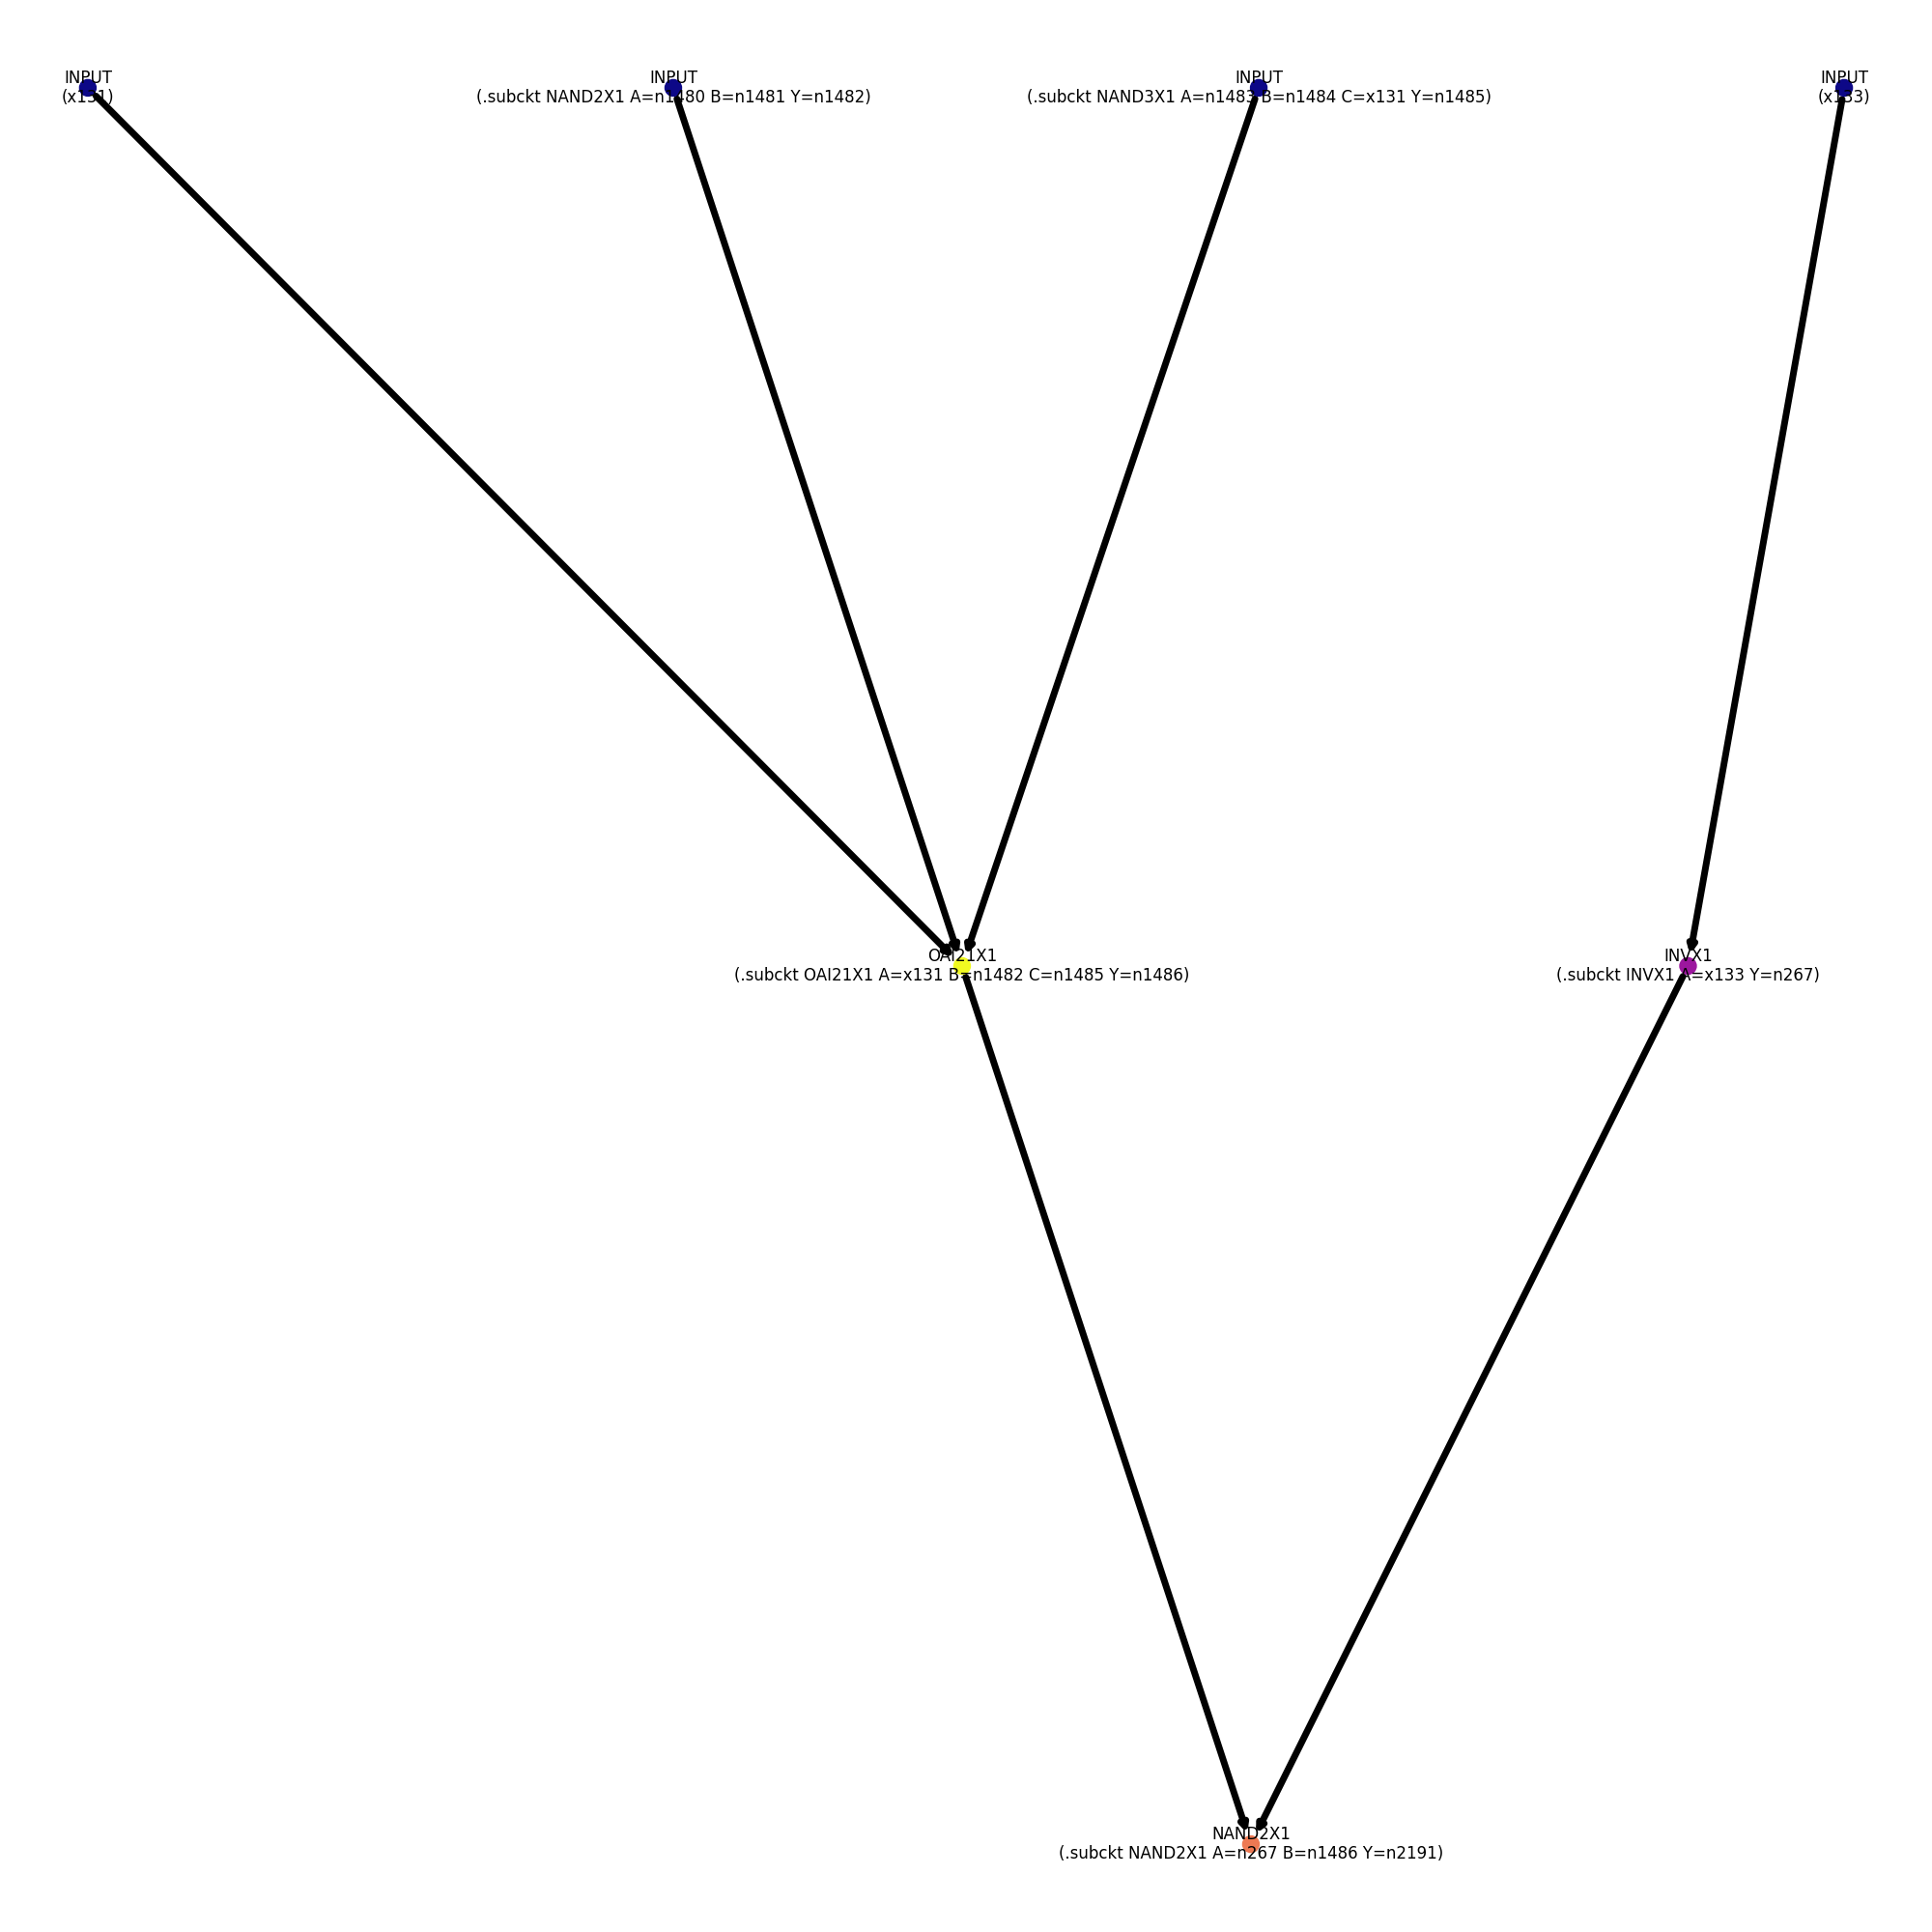 INPUT
(x131)
INPUT
(.subckt NAND2X1 A=n1480 B=n1481 Y=n1482)
INPUT
(.subckt NAND3X1 A=n1483 B=n1484 C=x131 Y=n1485)
INPUT
(x133)
OAI21X1
(.subckt OAI21X1 A=x131 B=n1482 C=n1485 Y=n1486)
INVX1
(.subckt INVX1 A=x133 Y=n267)
NAND2X1
(.subckt NAND2X1 A=n267 B=n1486 Y=n2191)